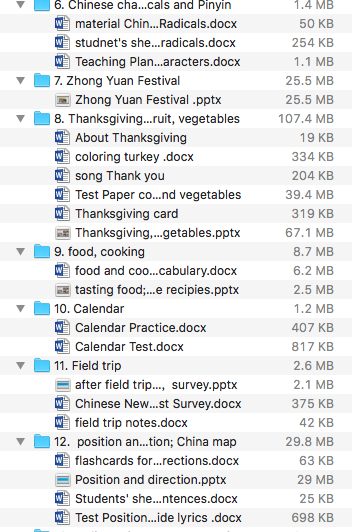 6. Chinese cha...cals and Pinyin 1.4 MB
material Chin...Radicals.docx 50 KB
studnet's she...radicals.docx 254 KB
Teaching Plan...aracters.docx 1.1 MB
7. Zhong Yuan Festival 25.5 MB
Zhong Yuan Festival .pptx 25.5 MB
8. Thanksgiving...ruit, vegetables 107.4 MB
About Thanksgiving 19 KB
coloring turkey .docx 334 KB
song Thank you 204 KB
Test Paper co...nd vegetables 39.4 MB
Thanksgiving card 319 KB
Thanksgiving,...getables.pptx 67.1 MB
9. food, cooking 8.7 MB
food and coo...cabulary.docx 6.2 MB
tasting food;...e recipies.pptx 2.5 MB
10. Calendar 1.2 MB
Calendar Practice.docx 407 KB
Calendar Test.docx 817 KB
11. Field trip 2.6 MB
after field trip..., survey.pptx 2.1 MB
Chinese New...st Survey.docx 375 KB
field trip notes.docx 42 KB
12. position an...tion; China map 29.8 MB
flashcards for...rections.docx 63 KB
Position and direction.pptx 29 MB
Students' she...ntences.docx 25 KB
Test Position...ide lyrics .docx 698 KB